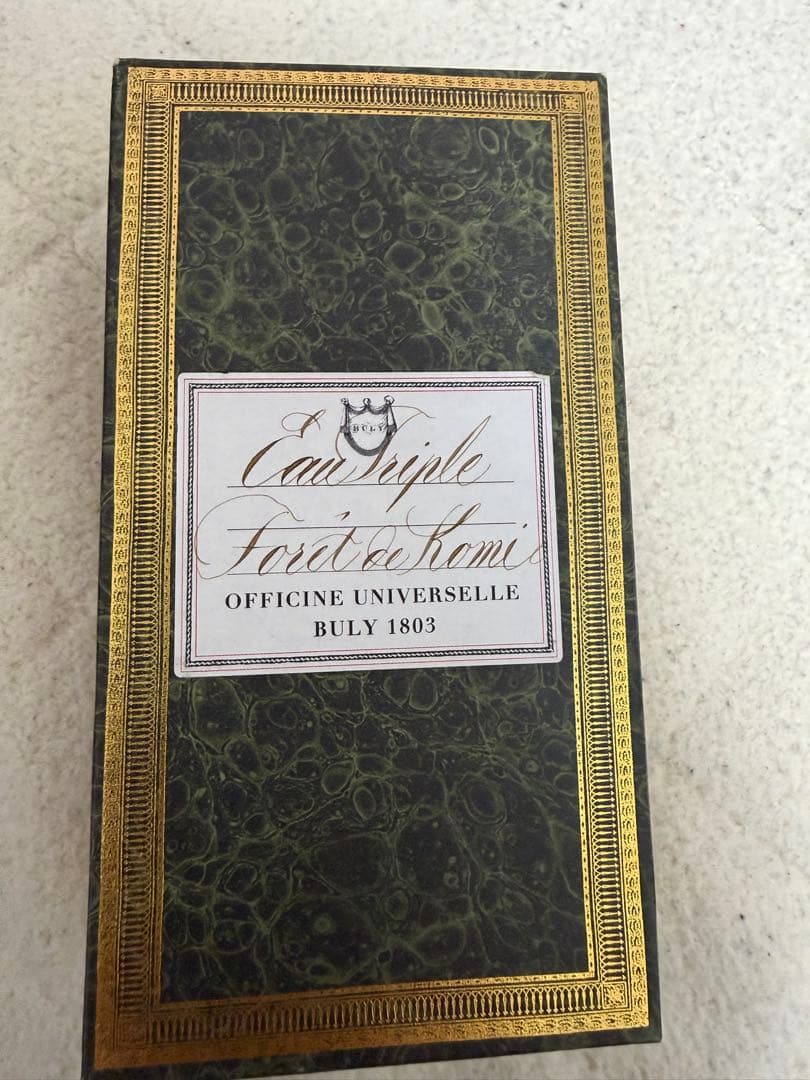 BULY
Eau Triple
Forêt de Komi
OFFICINE UNIVERSELLE
BULY 1803